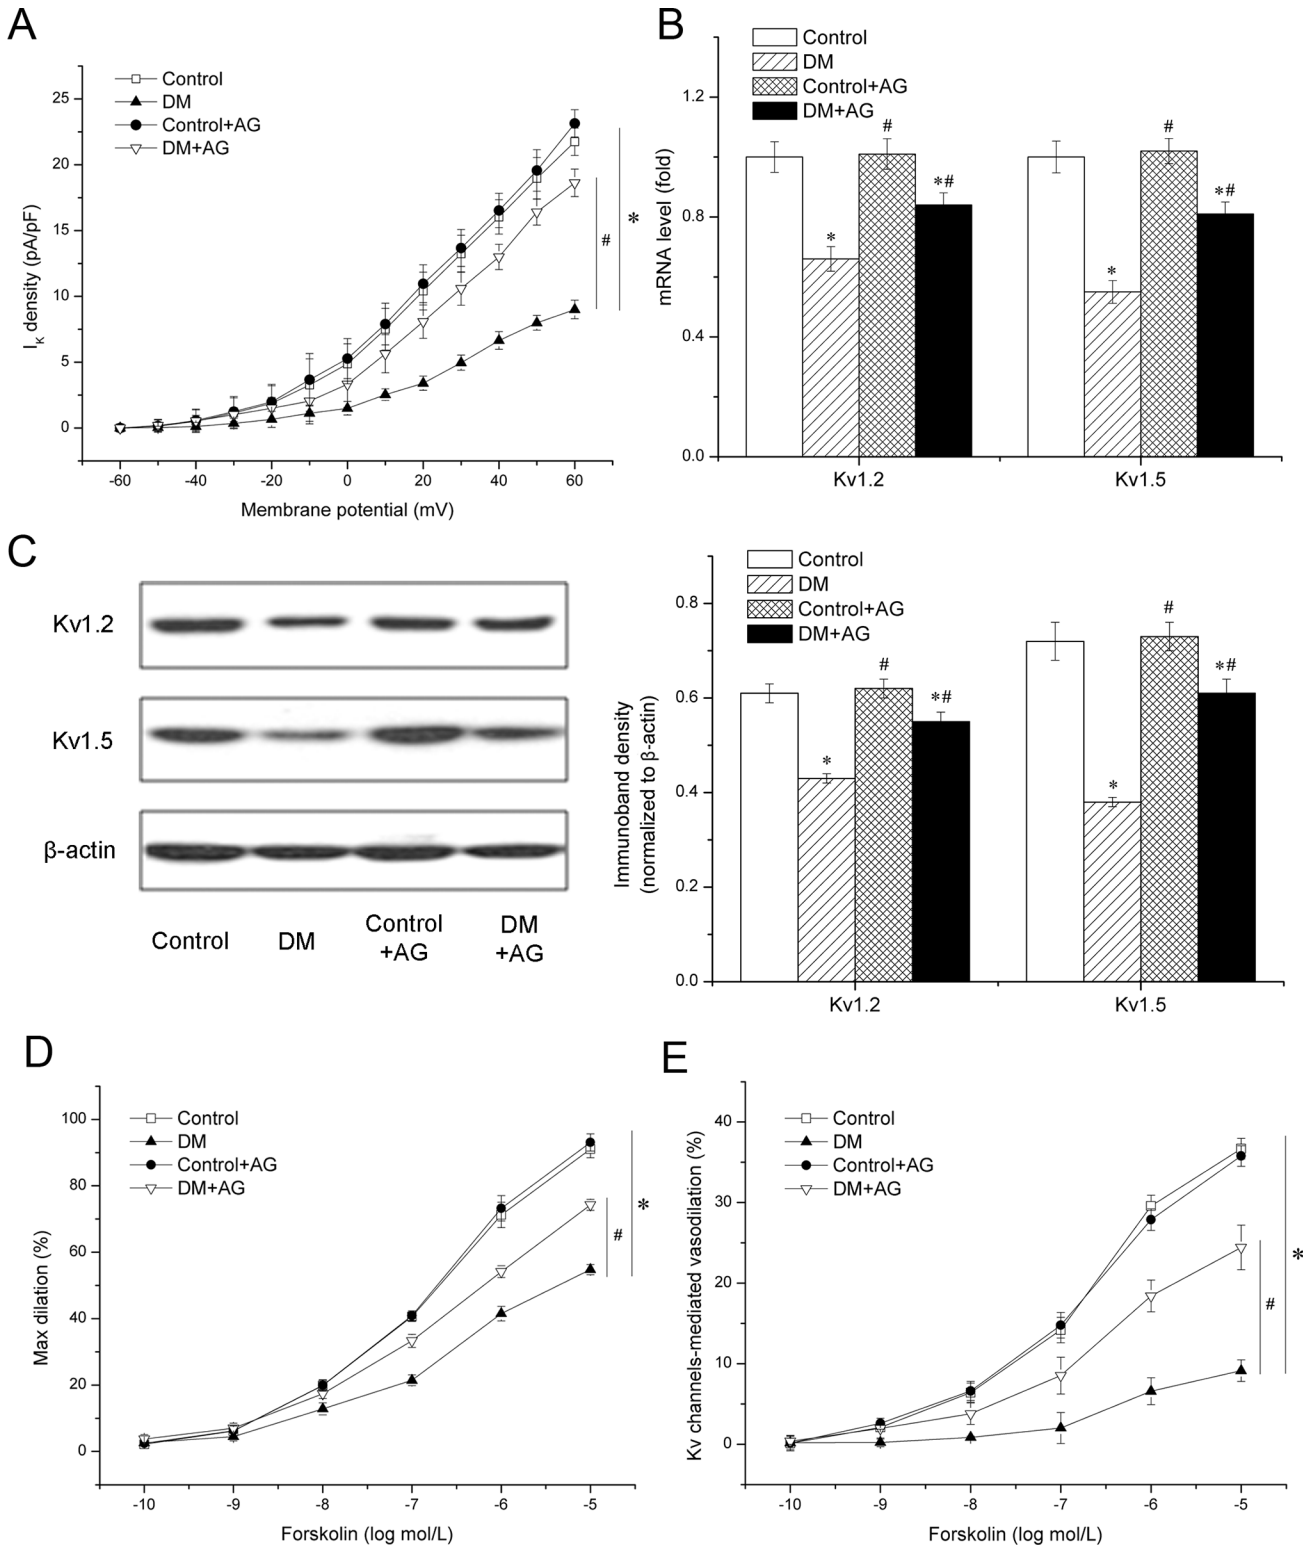 A
Control
DM
Control+AG
DM+AG
25
20
15
10
5
0
IK density (pA/pF)
-60
-40
-20
0
20
40
60
Membrane potential (mV)
#
*
B
Control
DM
Control+AG
DM+AG
1.2
0.8
0.4
0.0
mRNA level (fold)
*
#
*#
*
#
*#
Kv1.2
Kv1.5
C
Kv1.2
Kv1.5
β-actin
Control
DM
Control
+AG
DM
+AG
Control
DM
Control+AG
DM+AG
0.8
0.6
0.4
0.2
0.0
Immunoband density
(normalized to β-actin)
*
#
*#
*
#
*#
Kv1.2
Kv1.5
D
Control
DM
Control+AG
DM+AG
100
80
60
40
20
0
Max dilation (%)
-10
-9
-8
-7
-6
-5
Forskolin (log mol/L)
#
*
E
Control
DM
Control+AG
DM+AG
40
30
20
10
0
Kv channels-mediated vasodilation (%)
-10
-9
-8
-7
-6
-5
Forskolin (log mol/L)
#
*